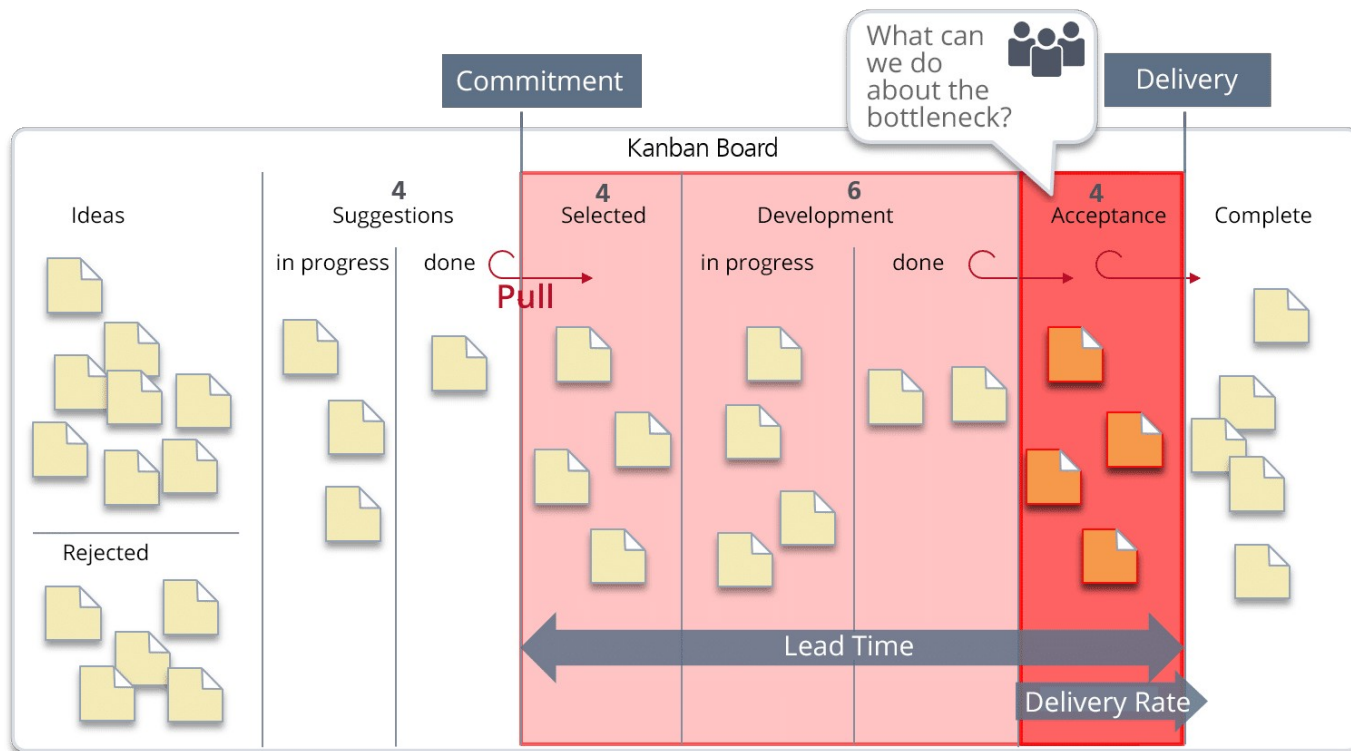 What can
we do
about the
bottleneck?
Commitment
Delivery
Kanban Board
4
4
6
4
Ideas
Suggestions
Selected
Development
Acceptance
Complete
in progress
done
in progress
done
Pull
Rejected
Lead Time
Delivery Rate